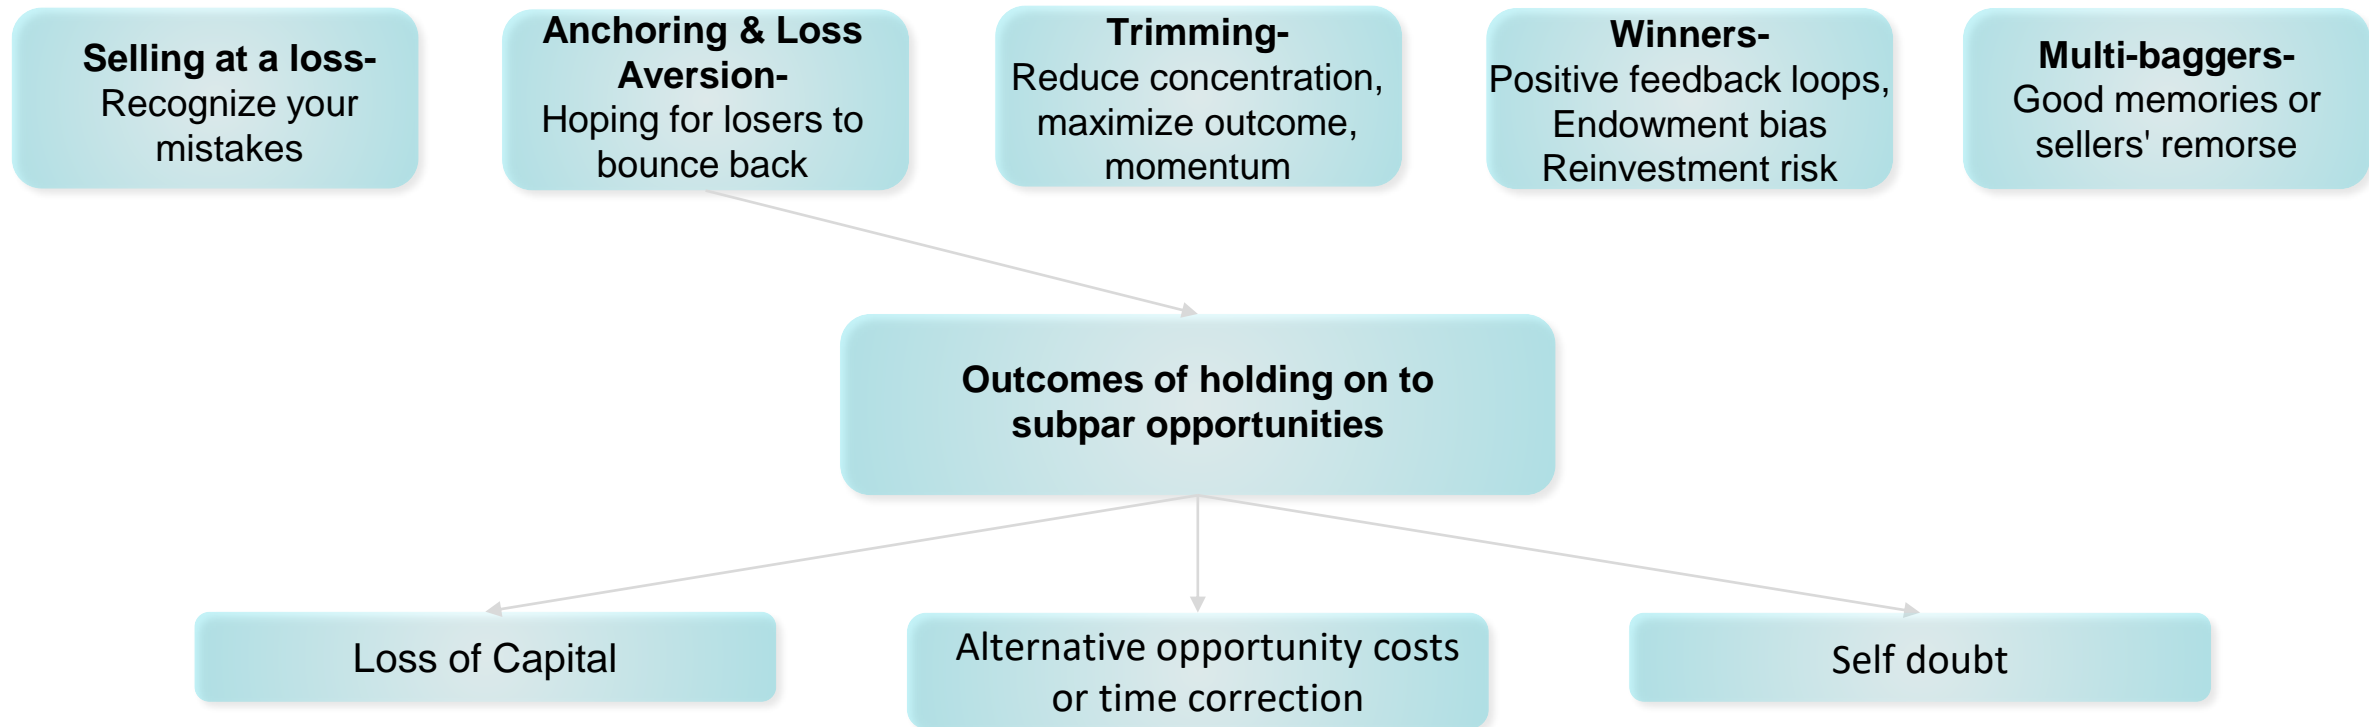 Selling at a loss-
Recognize your
mistakes
Anchoring & Loss
Aversion-
Hoping for losers to
bounce back
Trimming-
Reduce concentration,
maximize outcome,
momentum
Winners-
Positive feedback loops,
Endowment bias
Reinvestment risk
Multi-baggers-
Good memories or
sellers' remorse
Outcomes of holding on to
subpar opportunities
Loss of Capital
Alternative opportunity costs
or time correction
Self doubt